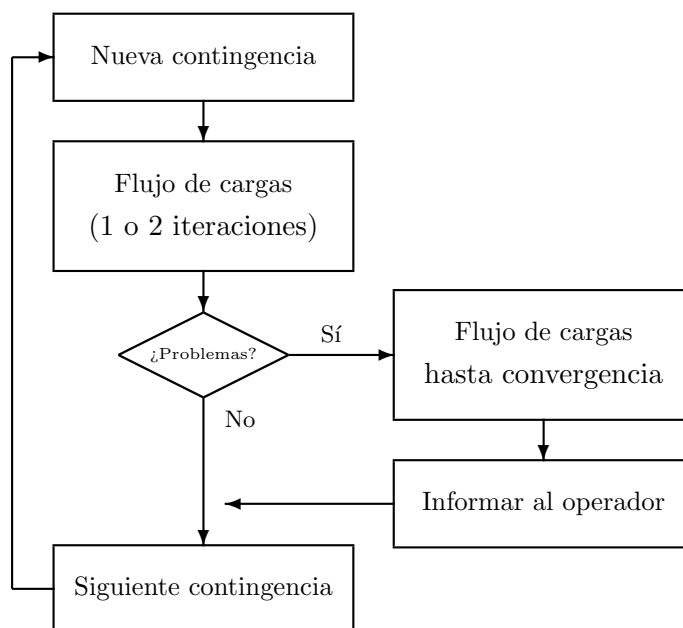 Nueva contingencia
Flujo de cargas
(1 o 2 iteraciones)
¿Problemas?
Sí
Flujo de cargas
hasta convergencia
No
Informar al operador
Siguiente contingencia